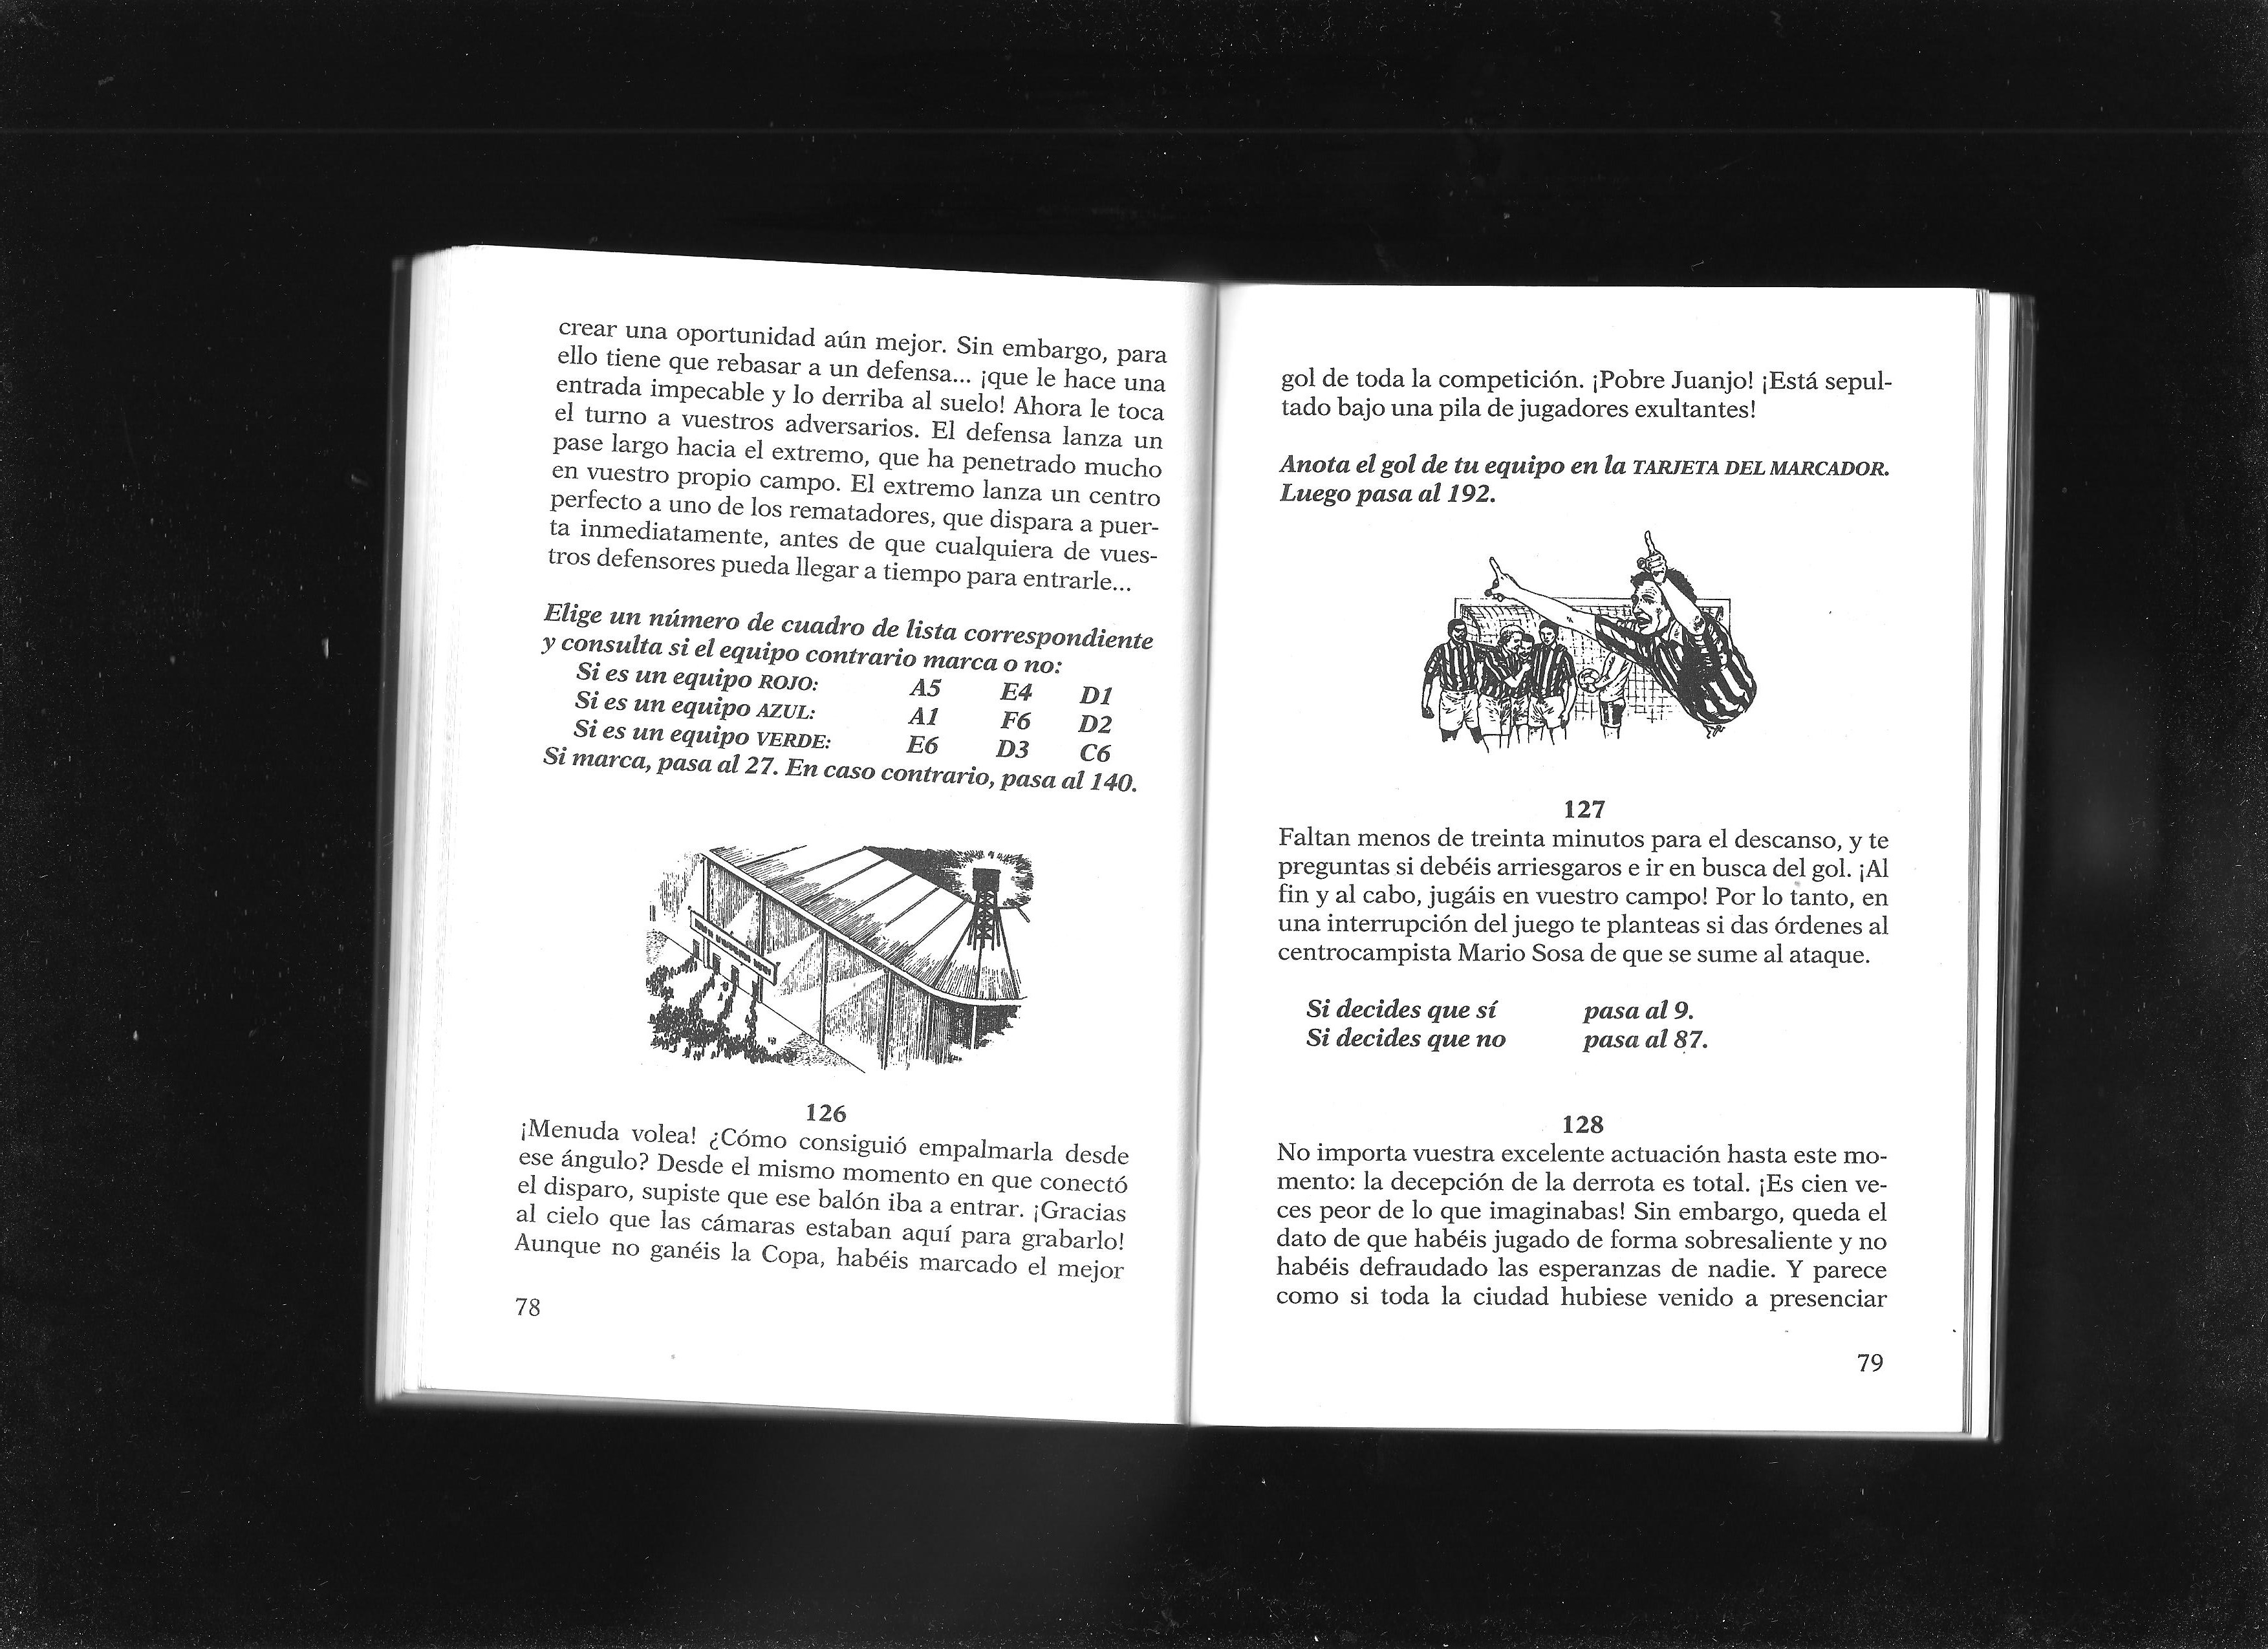 crear una oportunidad aún mejor. Sin embargo, para
ello tiene que rebasar a un defensa... ¡que le hace una
entrada impecable y lo derriba al suelo! Ahora le toca
el turno a vuestros adversarios. El defensa lanza un
pase largo hacia el extremo, que ha penetrado mucho
en vuestro propio campo. El extremo lanza un centro
perfecto a uno de los rematadores, que dispara a puer-
ta inmediatamente, antes de que cualquiera de vues-
tros defensores pueda llegar a tiempo para entrarle...
Elige un número de cuadro de lista correspondiente
y consulta si el equipo contrario marca o no:
Si es un equipo ROJO: A5 E4 D1
Si es un equipo AZUL: A1 F6 D2
Si es un equipo VERDE: E6 D3 C6
Si marca, pasa al 27. En caso contrario, pasa al 140.
126
¡Menuda volea! ¿Cómo consiguió empalmarla desde
ese ángulo? Desde el mismo momento en que conectó
el disparo, supiste que ese balón iba a entrar. ¡Gracias
al cielo que las cámaras estaban aquí para grabarlo!
Aunque no ganéis la Copa, habéis marcado el mejor
78
gol de toda la competición. ¡Pobre Juanjo! ¡Está sepul-
tado bajo una pila de jugadores exultantes!
Anota el gol de tu equipo en la TARJETA DEL MARCADOR.
Luego pasa al 192.
127
Faltan menos de treinta minutos para el descanso, y te
preguntas si debéis arriesgaros e ir en busca del gol. ¡Al
fin y al cabo, jugáis en vuestro campo! Por lo tanto, en
una interrupción del juego te planteas si das órdenes al
centrocampista Mario Sosa de que se sume al ataque.
Si decides que sí pasa al 9.
Si decides que no pasa al 87.
128
No importa vuestra excelente actuación hasta este mo-
mento: la decepción de la derrota es total. ¡Es cien ve-
ces peor de lo que imaginabas! Sin embargo, queda el
dato de que habéis jugado de forma sobresaliente y no
habéis defraudado las esperanzas de nadie. Y parece
como si toda la ciudad hubiese venido a presenciar
79